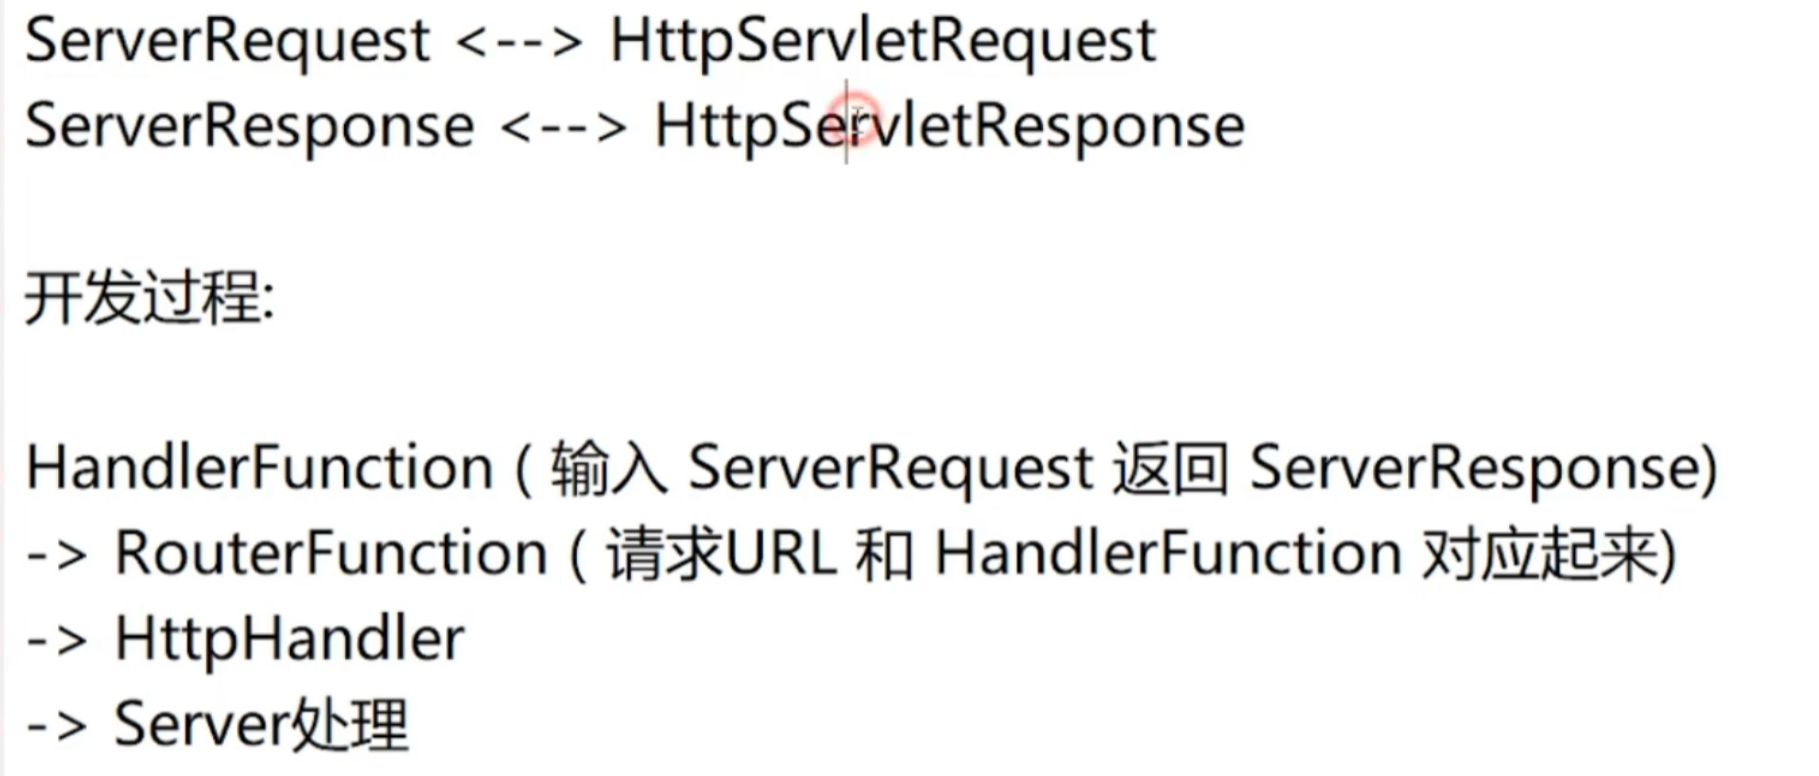 ServerRequest <--> HttpServletRequest
ServerResponse <--> HttpServletResponse
开发过程:
HandlerFunction ( 输入 ServerRequest 返回 ServerResponse)
-> RouterFunction ( 请求URL 和 HandlerFunction 对应起来)
-> HttpHandler
-> Server处理